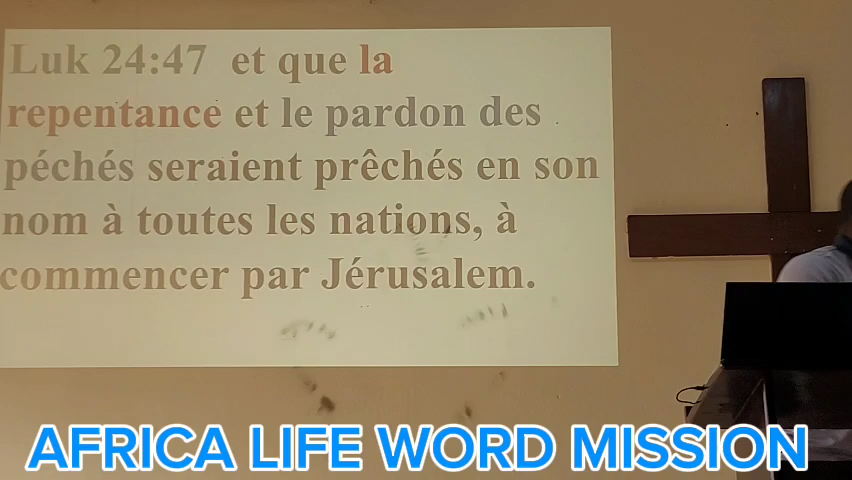 Luk 24:47 et que la
repentance et le pardon des
péchés seraient prêchés en son
nom à toutes les nations, à
commencer par Jérusalem.
AFRICA LIFE WORD MISSION